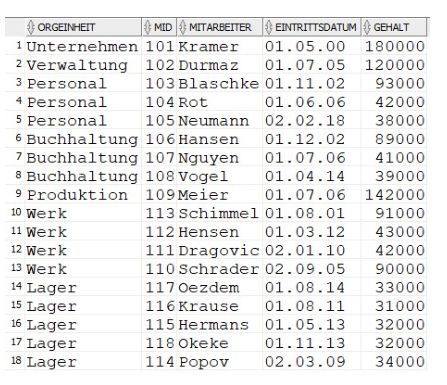 ORGEINHEIT MID MITARBEITER EINTRITTSDATUM GEHALT
1 Unternehmen 101 Kramer 01.05.00 180000
2 Verwaltung 102 Durmaz 01.07.05 120000
3 Personal 103 Blaschke 01.11.02 93000
4 Personal 104 Rot 01.06.06 42000
5 Personal 105 Neumann 02.02.18 38000
6 Buchhaltung 106 Hansen 01.12.02 89000
7 Buchhaltung 107 Nguyen 01.07.06 41000
8 Buchhaltung 108 Vogel 01.04.14 39000
9 Produktion 109 Meier 01.07.06 142000
10 Werk 113 Schimmel 01.08.01 91000
11 Werk 112 Hensen 01.03.12 43000
12 Werk 111 Dragovic 02.01.10 42000
13 Werk 110 Schrader 02.09.05 90000
14 Lager 117 Oezdem 01.08.14 33000
15 Lager 116 Krause 01.08.11 31000
16 Lager 115 Hermans 01.05.13 32000
17 Lager 118 Okeke 01.11.13 32000
18 Lager 114 Popov 02.03.09 34000